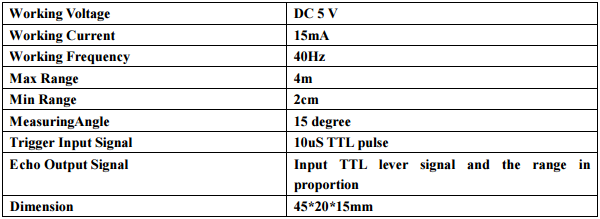 Working Voltage DC 5 V
Working Current 15mA
Working Frequency 40Hz
Max Range 4m
Min Range 2cm
MeasuringAngle 15 degree
Trigger Input Signal 10uS TTL pulse
Echo Output Signal Input TTL lever signal and the range in
proportion
Dimension 45*20*15mm